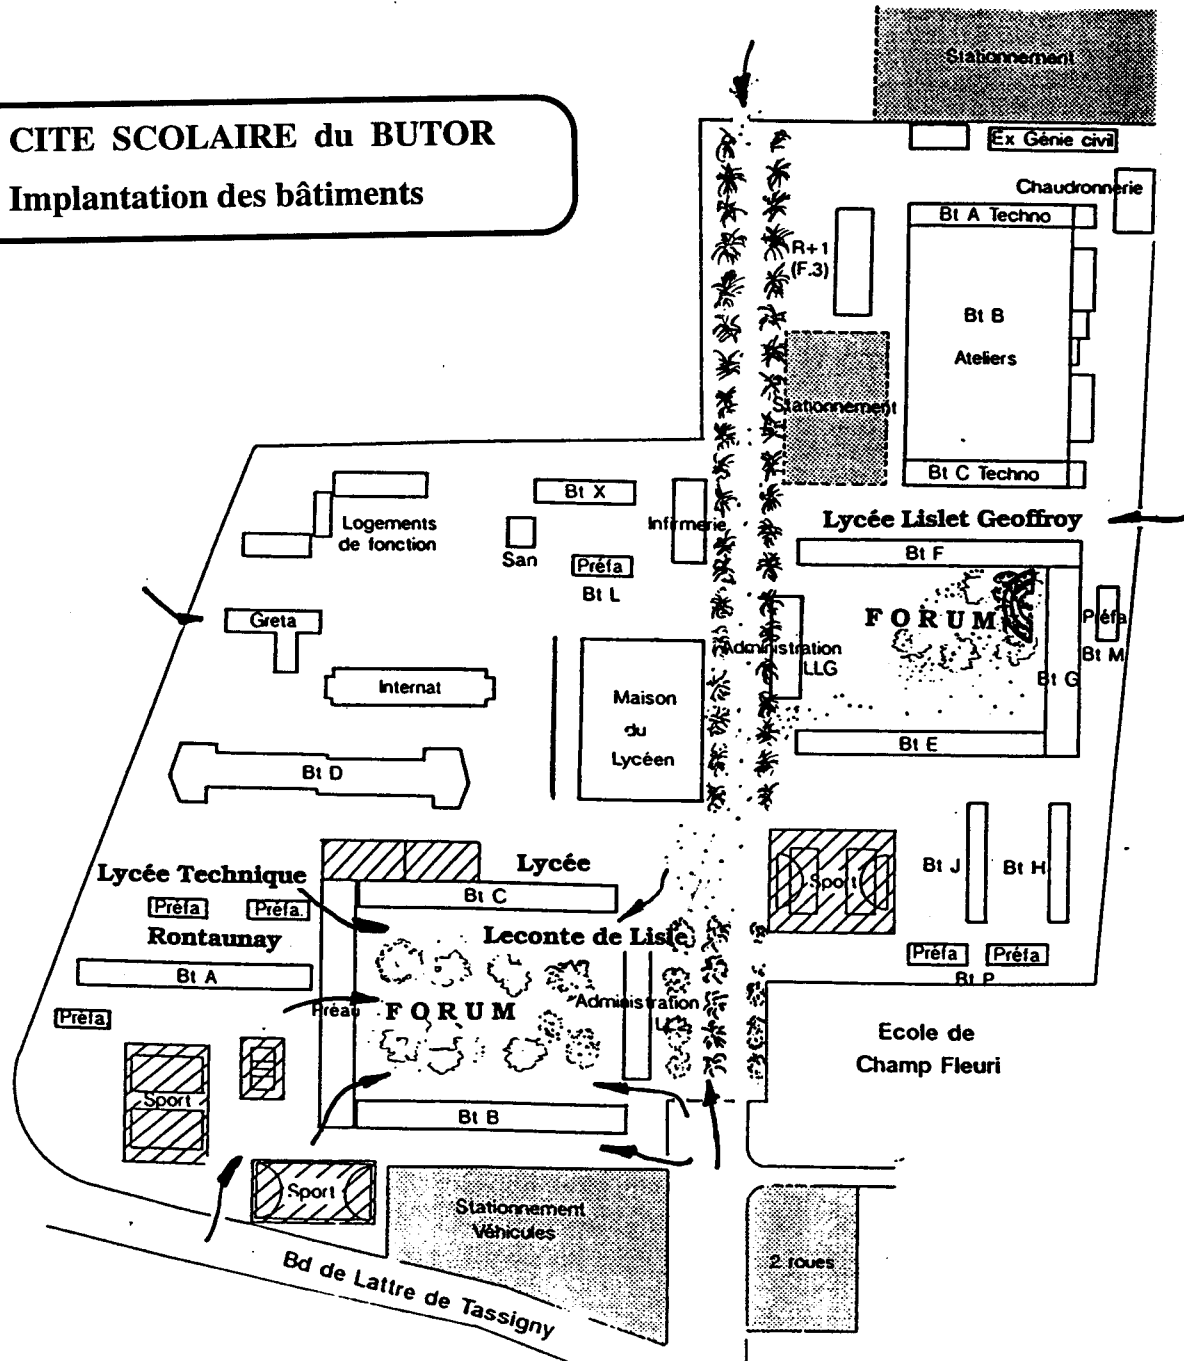 CITE SCOLAIRE du BUTOR
Implantation des bâtiments
Stationnement
Ex Génie civil
Chaudronnerie
Bt A Techno
R+1
(F.3)
Bt B
Ateliers
Stationnement
Bt C Techno
Lycée Lislet Geoffroy
Bt F
FORUM
Préfa
Bt M
Administration
LLG
Bt G
Bt E
Logements
de fonction
Bt X
San
Infirmerie
Préfa
Bt L
Greta
Internat
Maison
du
Lycéen
Bt D
Bt J
Bt H
Sport
Préfa
Préfa
Bt P
Lycée Technique
Préfa
Préfa.
Rontaunay
Bt A
Préfa
Lycée
Bt C
Leconte de Lisle
Administration
Préau
FORUM
Bt B
Ecole de
Champ Fleuri
Sport
Sport
Stationnement
Véhicules
2 roues
Bd de Lattre de Tassigny